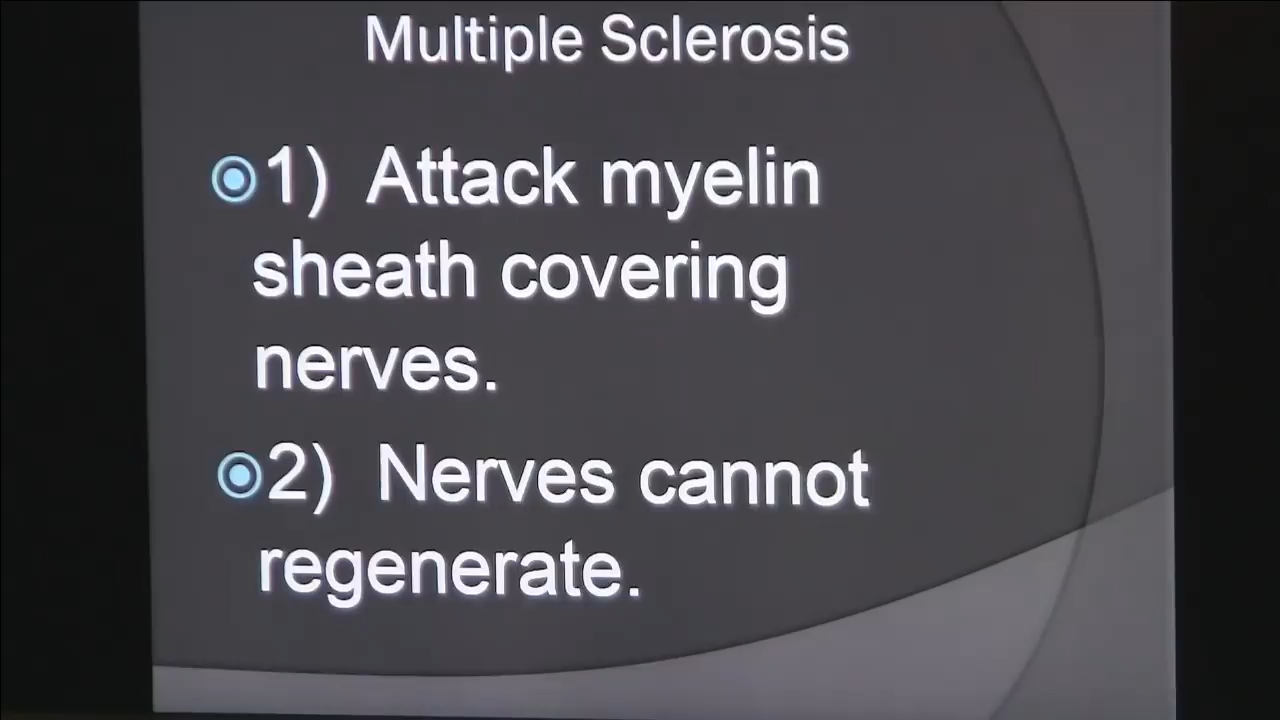 Multiple Sclerosis
1) Attack myelin
sheath covering
nerves.
2) Nerves cannot
regenerate.